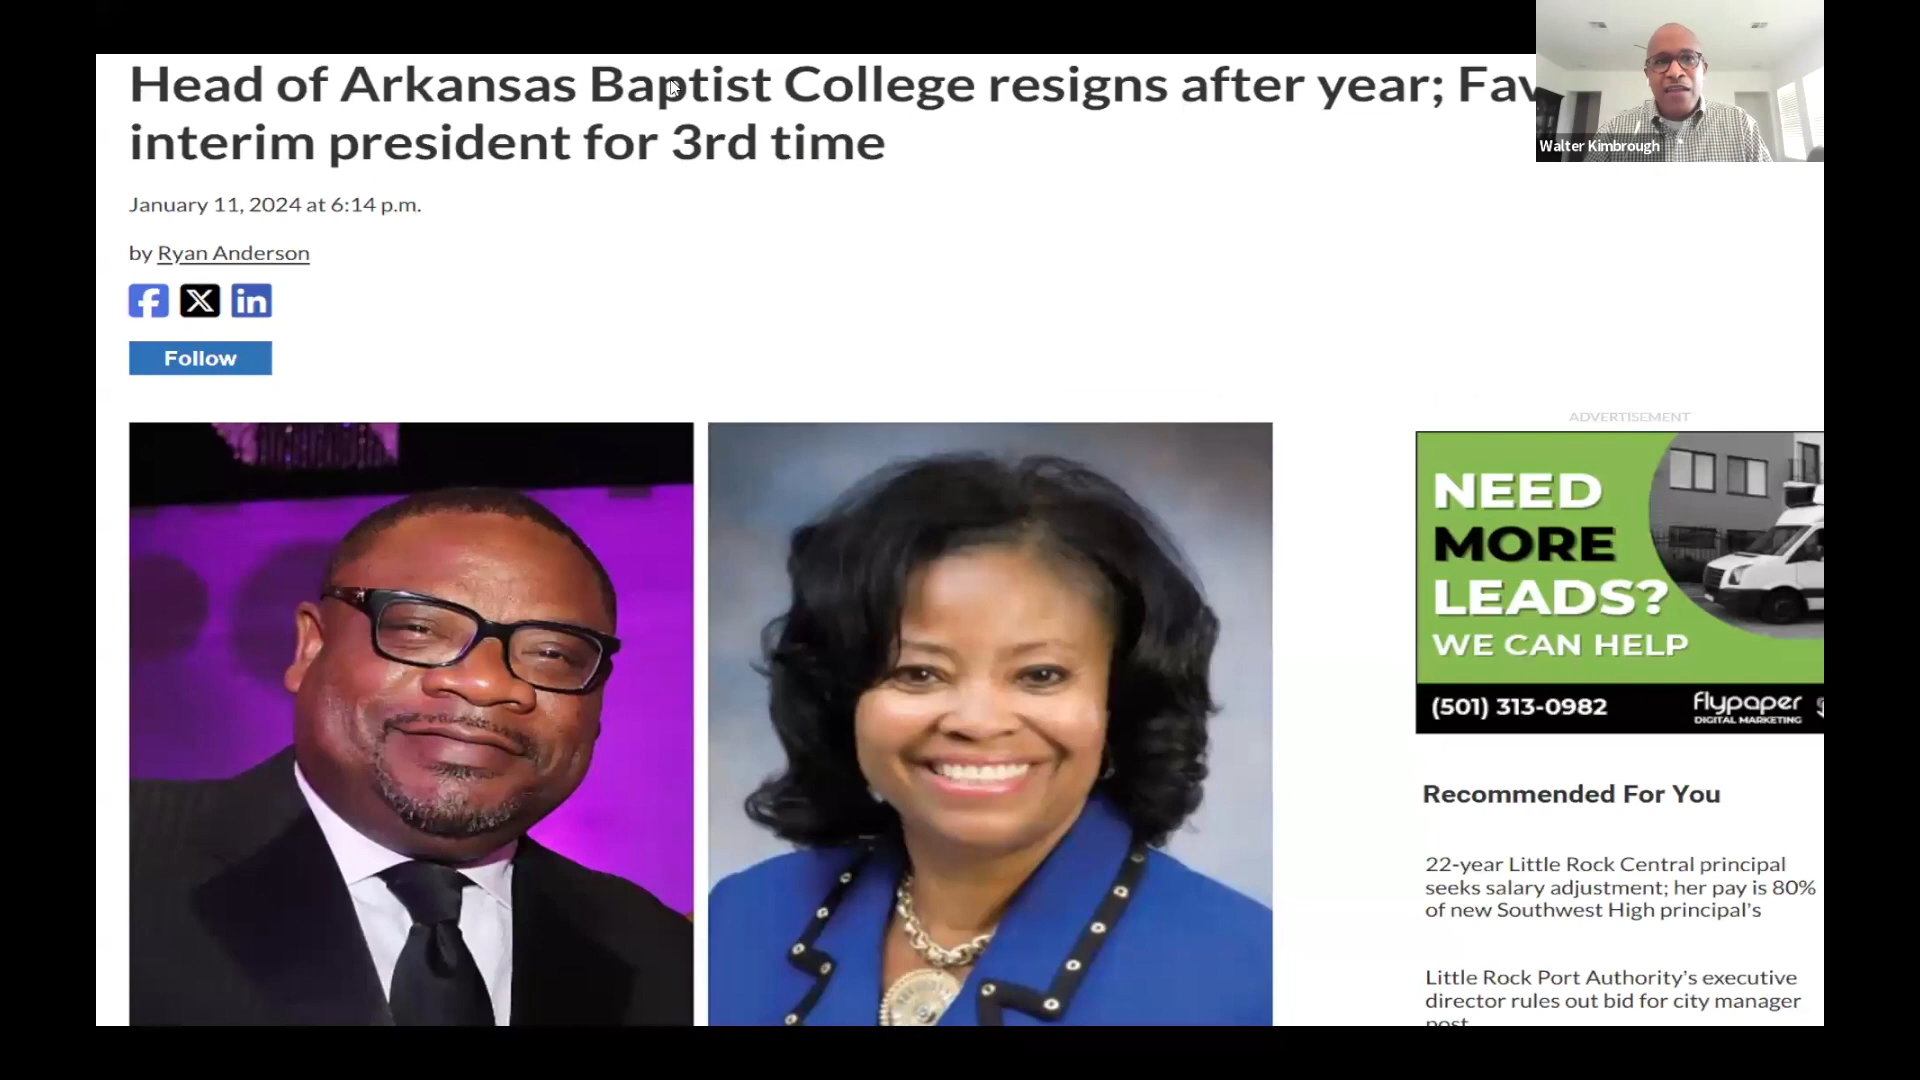 Head of Arkansas Baptist College resigns after year; Fav
interim president for 3rd time
January 11, 2024 at 6:14 p.m.
by Ryan Anderson
Follow
Walter Kimbrough
ADVERTISEMENT
NEED
MORE
LEADS?
WE CAN HELP
(501) 313-0982
flypaper
DIGITAL MARKETING
Recommended For You
22-year Little Rock Central principal
seeks salary adjustment; her pay is 80%
of new Southwest High principal's
Little Rock Port Authority's executive
director rules out bid for city manager
post